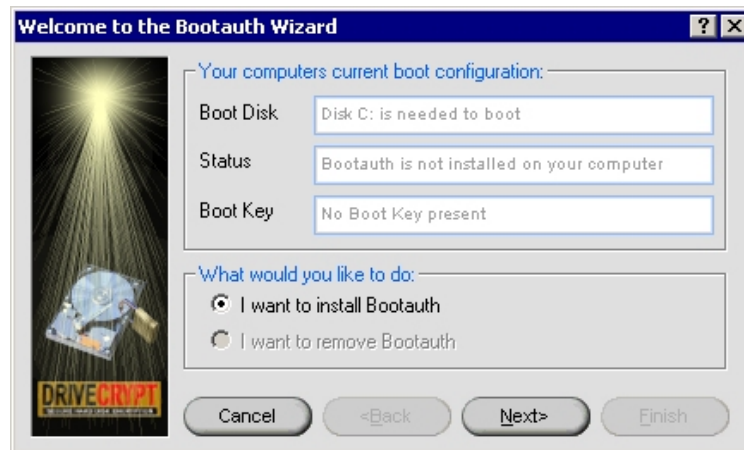 Welcome to the Bootauth Wizard
Your computers current boot configuration:
Boot Disk
Disk C: is needed to boot
Status
Bootauth is not installed on your computer
Boot Key
No Boot Key present
What would you like to do:
I want to install Bootauth
I want to remove Bootauth
DRIVECRYPT
Cancel
<Back
Next>
Finish